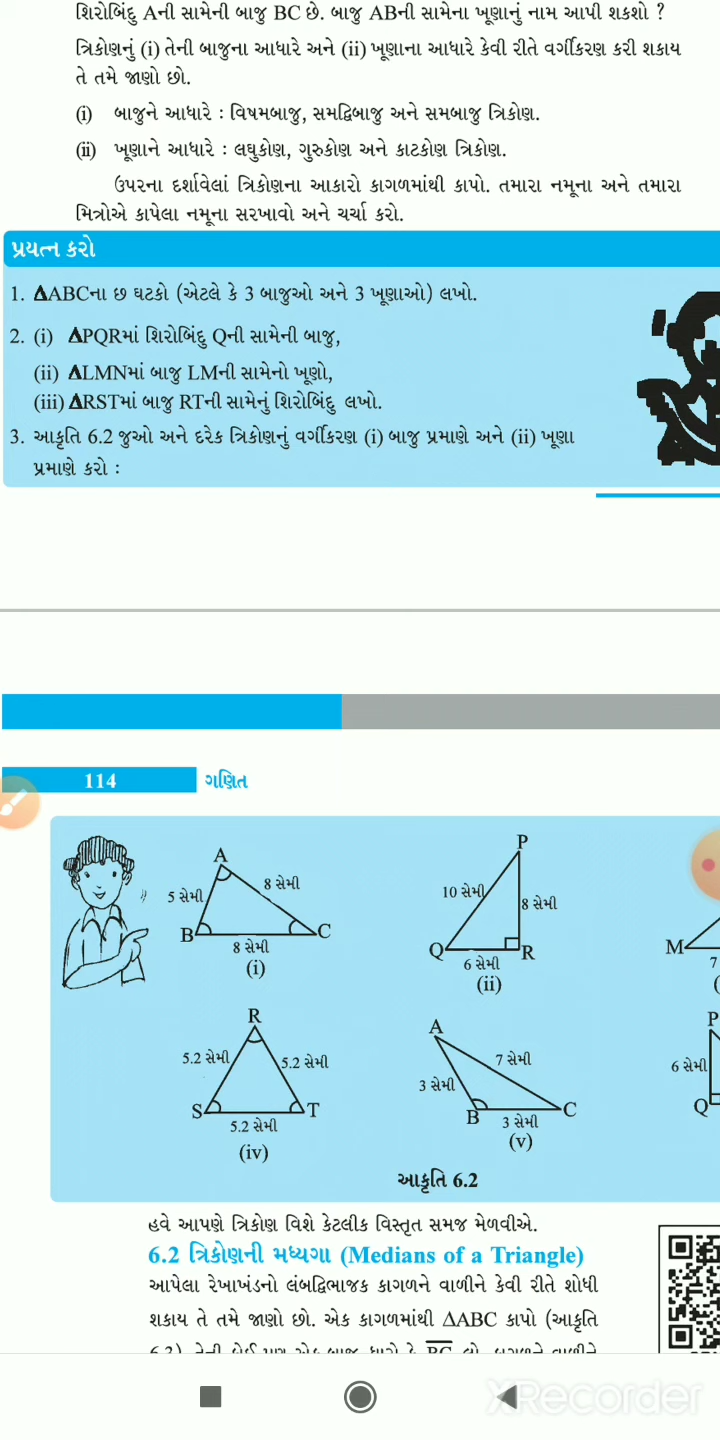 શિરોબિંદુ Aની સામેની બાજુ BC છે. બાજુ ABની સામેના ખૂણાનું નામ આપી શકશો ?
ત્રિકોણનું (i) તેની બાજુના આધારે અને (ii) ખૂણાના આધારે કેવી રીતે વર્ગીકરણ કરી શકાય
તે તમે જાણો છો.
(i) બાજુને આધારે : વિષમબાજુ, સમદ્વિબાજુ અને સમબાજુ ત્રિકોણ.
(ii) ખૂણાને આધારે : લઘુકોણ, ગુરુકોણ અને કાટકોણ ત્રિકોણ.
ઉપરના દર્શાવેલાં ત્રિકોણના આકારો કાગળમાંથી કાપો. તમારા નમૂના અને તમારા
મિત્રોએ કાપેલા નમૂના સરખાવો અને ચર્ચા કરો.
પ્રયત્ન કરો
1. ΔABCના છ ઘટકો (એટલે કે 3 બાજુઓ અને 3 ખૂણાઓ) લખો.
2. (i) ΔPQRમાં શિરોબિંદુ Qની સામેની બાજુ,
(ii) ΔLMNમાં બાજુ LMની સામેનો ખૂણો,
(iii) ΔRSTમાં બાજુ RTની સામેનું શિરોબિંદુ લખો.
3. આકૃતિ 6.2 જુઓ અને દરેક ત્રિકોણનું વર્ગીકરણ (i) બાજુ પ્રમાણે અને (ii) ખૂણા
પ્રમાણે કરો :
114 ગણિત
A
5 સેમી
8 સેમી
B
C
8 સેમી
(i)
P
10 સેમી
8 સેમી
Q
R
6 સેમી
(ii)
M
7
R
5.2 સેમી
5.2 સેમી
S
T
5.2 સેમી
(iv)
A
7 સેમી
3 સેમી
B
C
3 સેમી
(v)
P
6 સેમી
Q
આકૃતિ 6.2
હવે આપણે ત્રિકોણ વિશે કેટલીક વિસ્તૃત સમજ મેળવીએ.
6.2 ત્રિકોણની મધ્યગા (Medians of a Triangle)
આપેલા રેખાખંડનો લંબદ્વિભાજક કાગળને વાળીને કેવી રીતે શોધી
શકાય તે તમે જાણો છો. એક કાગળમાંથી ΔABC કાપો (આકૃતિ
XRecorder